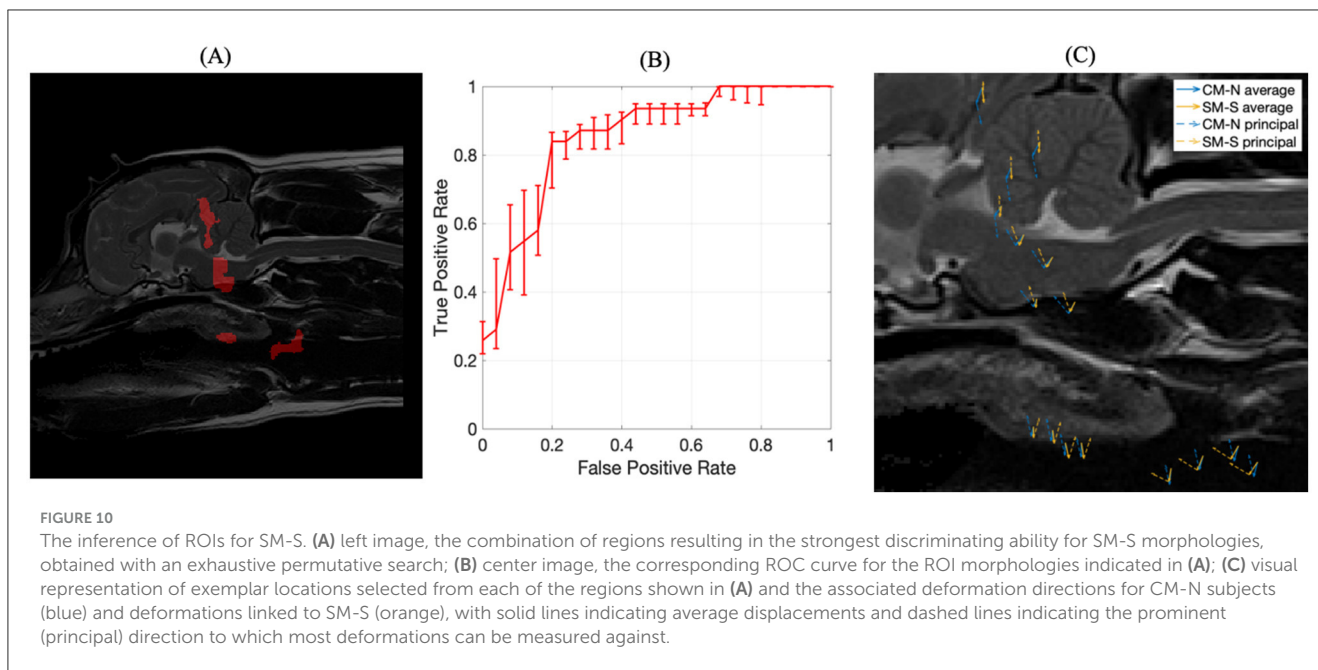 (A)
(B)
(C)
1
0.8
0.6
0.4
0.2
0
True Positive Rate
0
0.2
0.4
0.6
0.8
1
False Positive Rate
CM-N average
SM-S average
CM-N principal
SM-S principal
FIGURE 10
The inference of ROIs for SM-S. (A) left image, the combination of regions resulting in the strongest discriminating ability for SM-S morphologies,
obtained with an exhaustive permutative search; (B) center image, the corresponding ROC curve for the ROI morphologies indicated in (A); (C) visual
representation of exemplar locations selected from each of the regions shown in (A) and the associated deformation directions for CM-N subjects
(blue) and deformations linked to SM-S (orange), with solid lines indicating average displacements and dashed lines indicating the prominent
(principal) direction to which most deformations can be measured against.